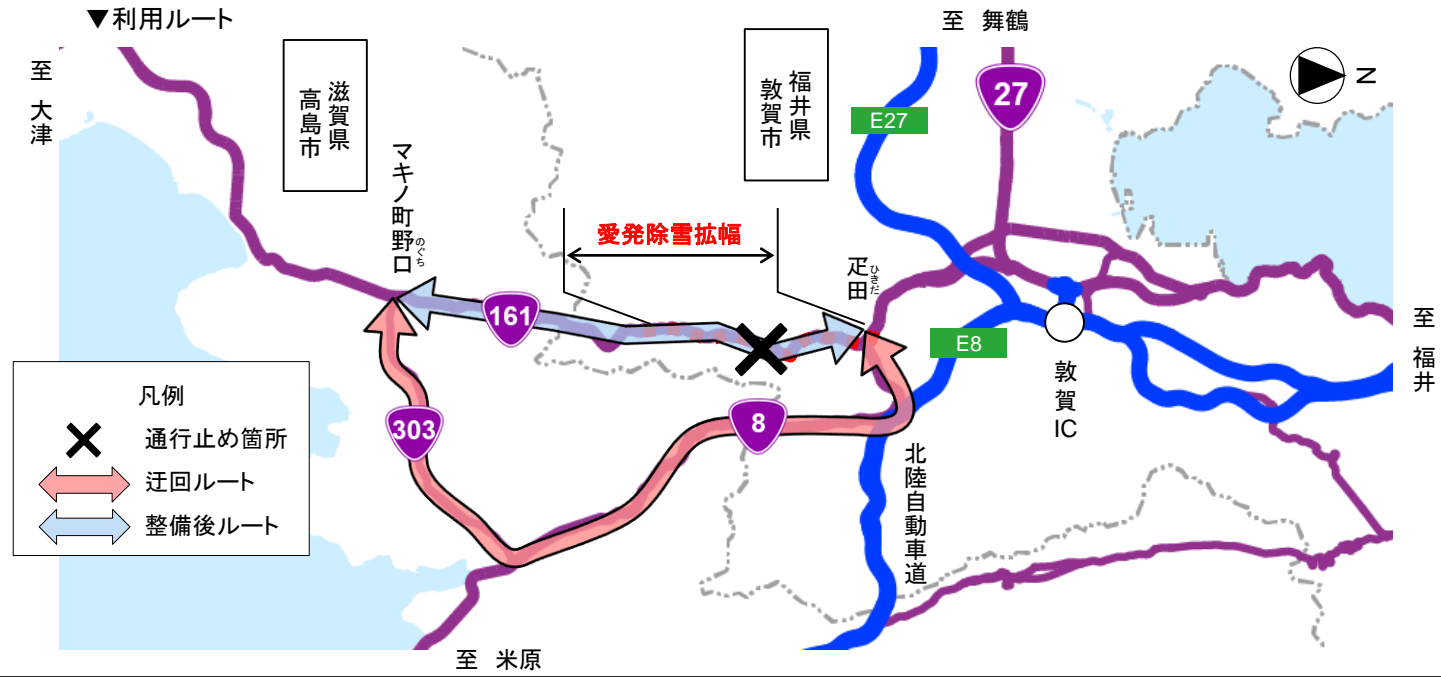 ▼利用ルート
至 舞鶴
至 大津
滋賀県
高島市
福井県
敦賀市
27
N
E27
マキノ町野口
のぐち
愛発除雪拡幅
疋田
ひきだ
161
E8
至 福井
敦賀IC
凡例
通行止め箇所
迂回ルート
整備後ルート
303
8
北陸自動車道
至 米原